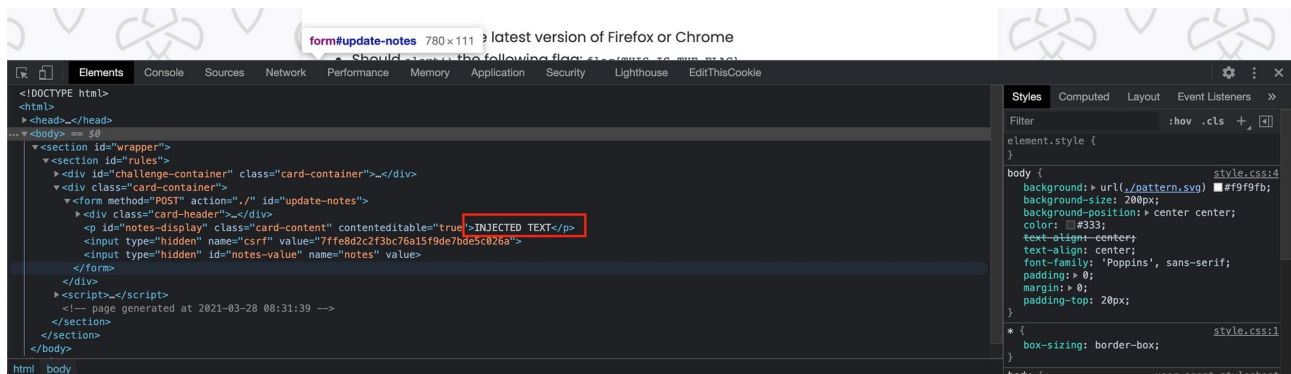 form#update-notes 780×111
latest version of Firefox or Chrome
Should alert() the following flag: flag{THIS_IS_THE_FLAG}
Elements Console Sources Network Performance Memory Application Security Lighthouse EditThisCookie
<!DOCTYPE html>
<html>
<head>…</head>
<body> == $0
<section id="wrapper">
<section id="rules">
<div id="challenge-container" class="card-container">…</div>
<div class="card-container">
<form method="POST" action="./" id="update-notes">
<div class="card-header">…</div>
<p id="notes-display" class="card-content" contenteditable="true">INJECTED TEXT</p>
<input type="hidden" name="csrf" value="7ffe8d2c2f3bc76a15f9de7bde5c026a">
<input type="hidden" id="notes-value" name="notes" value>
</form>
</div>
<script>…</script>
<!-- page generated at 2021-03-28 08:31:39 -->
</section>
</section>
</body>
html body
Styles Computed Layout Event Listeners »
Filter :hov .cls +
element.style {
}
body { style.css:4
background: url(./pattern.svg) #f9f9fb;
background-size: 200px;
background-position: center center;
color: #333;
text-align: center;
text-align: center;
font-family: 'Poppins', sans-serif;
padding: 0;
margin: 0;
padding-top: 20px;
}
* { style.css:1
box-sizing: border-box;
}